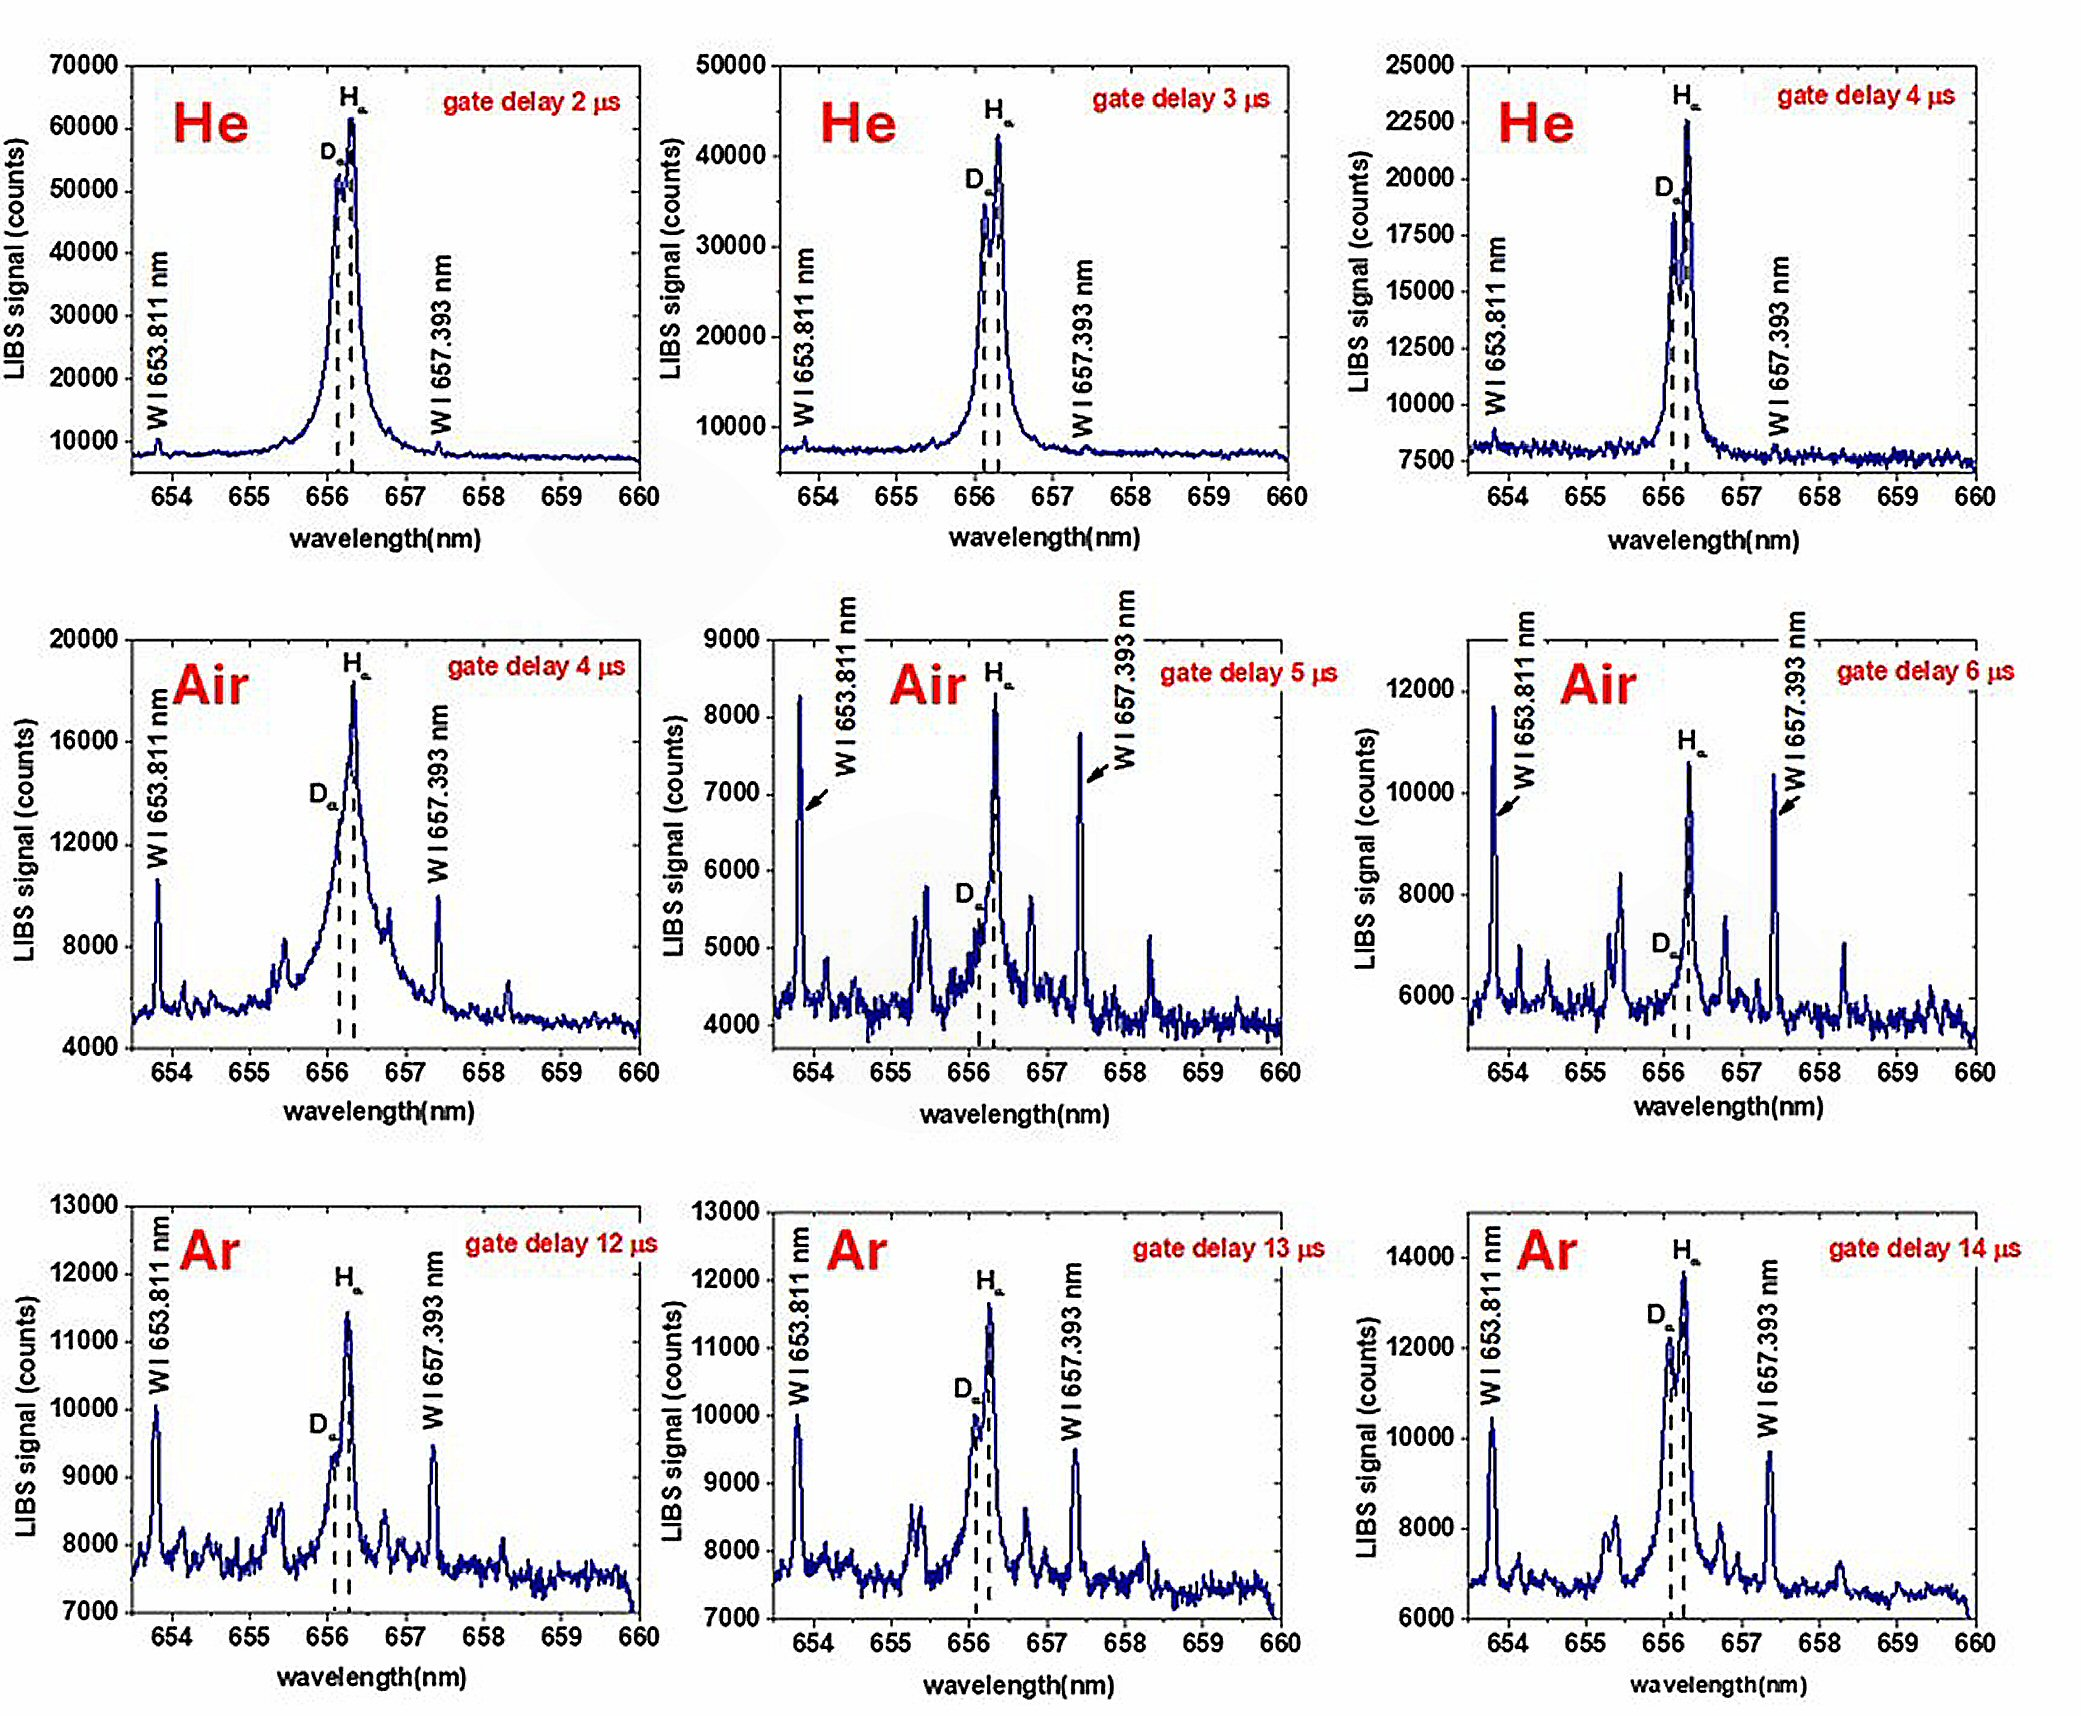 He
gate delay 2 µs
Hα
Dα
W I 653.811 nm
W I 657.393 nm
LIBS signal (counts)
70000
60000
50000
40000
30000
20000
10000
654 655 656 657 658 659 660
wavelength(nm)
He
gate delay 3 µs
Hα
Dα
W I 653.811 nm
W I 657.393 nm
LIBS signal (counts)
50000
40000
30000
20000
10000
654 655 656 657 658 659 660
wavelength(nm)
He
gate delay 4 µs
Hα
Dα
W I 653.811 nm
W I 657.393 nm
LIBS signal (counts)
25000
22500
20000
17500
15000
12500
10000
7500
654 655 656 657 658 659 660
wavelength(nm)
Air
gate delay 4 µs
Hα
Dα
W I 653.811 nm
W I 657.393 nm
LIBS signal (counts)
20000
16000
12000
8000
4000
654 655 656 657 658 659 660
wavelength(nm)
Air
gate delay 5 µs
Hα
Dα
W I 653.811 nm
W I 657.393 nm
LIBS signal (counts)
9000
8000
7000
6000
5000
4000
654 655 656 657 658 659 660
wavelength(nm)
Air
gate delay 6 µs
Hα
Dα
W I 653.811 nm
W I 657.393 nm
LIBS signal (counts)
12000
10000
8000
6000
654 655 656 657 658 659 660
wavelength(nm)
Ar
gate delay 12 µs
Hα
Dα
W I 653.811 nm
W I 657.393 nm
LIBS signal (counts)
13000
12000
11000
10000
9000
8000
7000
654 655 656 657 658 659 660
wavelength(nm)
Ar
gate delay 13 µs
Hα
Dα
W I 653.811 nm
W I 657.393 nm
LIBS signal (counts)
13000
12000
11000
10000
9000
8000
7000
654 655 656 657 658 659 660
wavelength(nm)
Ar
gate delay 14 µs
Hα
Dα
W I 653.811 nm
W I 657.393 nm
LIBS signal (counts)
14000
12000
10000
8000
6000
654 655 656 657 658 659 660
wavelength(nm)